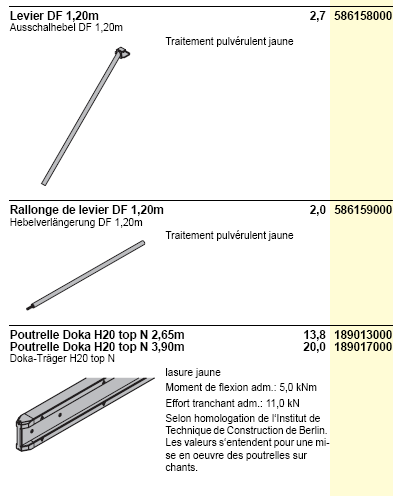 Levier DF 1,20m 2,7 586158000
Ausschalhebel DF 1,20m
Traitement pulvérulent jaune
Rallonge de levier DF 1,20m 2,0 586159000
Hebelverlängerung DF 1,20m
Traitement pulvérulent jaune
Poutrelle Doka H20 top N 2,65m 13,8 189013000
Poutrelle Doka H20 top N 3,90m 20,0 189017000
Doka-Träger H20 top N
lasure jaune
Moment de flexion adm.: 5,0 kNm
Effort tranchant adm.: 11,0 kN
Selon homologation de l'Institut de
Technique de Construction de Berlin.
Les valeurs s'entendent pour une mi-
se en oeuvre des poutrelles sur
chants.